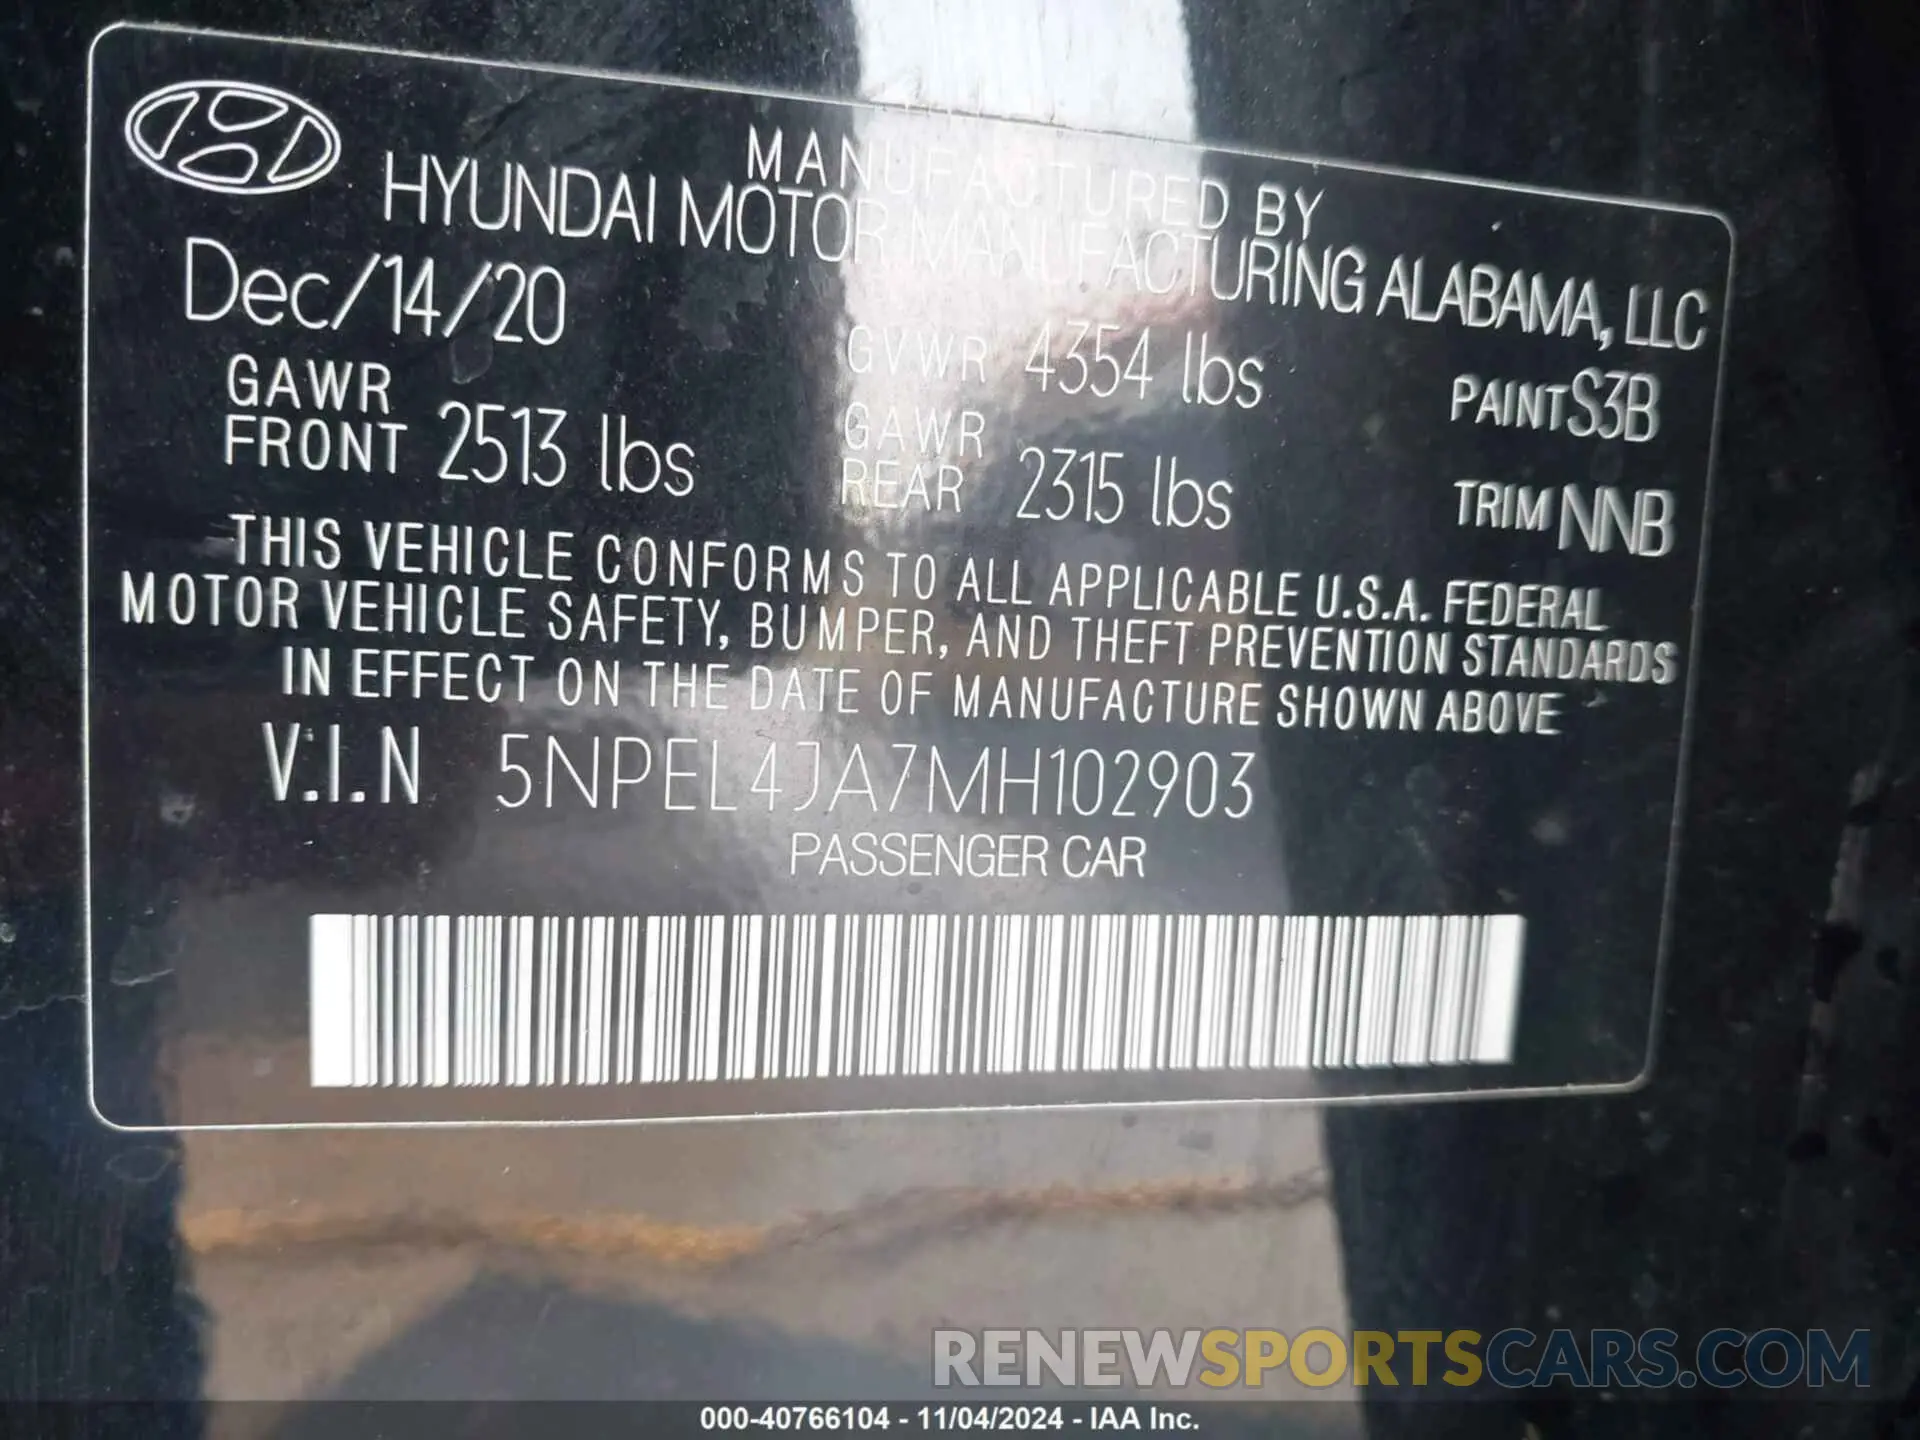 MANUFACTURED BY
HYUNDAI MOTOR MANUFACTURING ALABAMA, LLC
Dec/14/20 GVWR 4354 lbs PAINT S3B
GAWR FRONT 2513 lbs GAWR REAR 2315 lbs TRIM NNB
THIS VEHICLE CONFORMS TO ALL APPLICABLE U.S.A. FEDERAL
MOTOR VEHICLE SAFETY, BUMPER, AND THEFT PREVENTION STANDARDS
IN EFFECT ON THE DATE OF MANUFACTURE SHOWN ABOVE
V.I.N 5NPEL4JA7MH102903
PASSENGER CAR
RENEWSPORTSCARS.COM
000-40766104 - 11/04/2024 - IAA Inc.